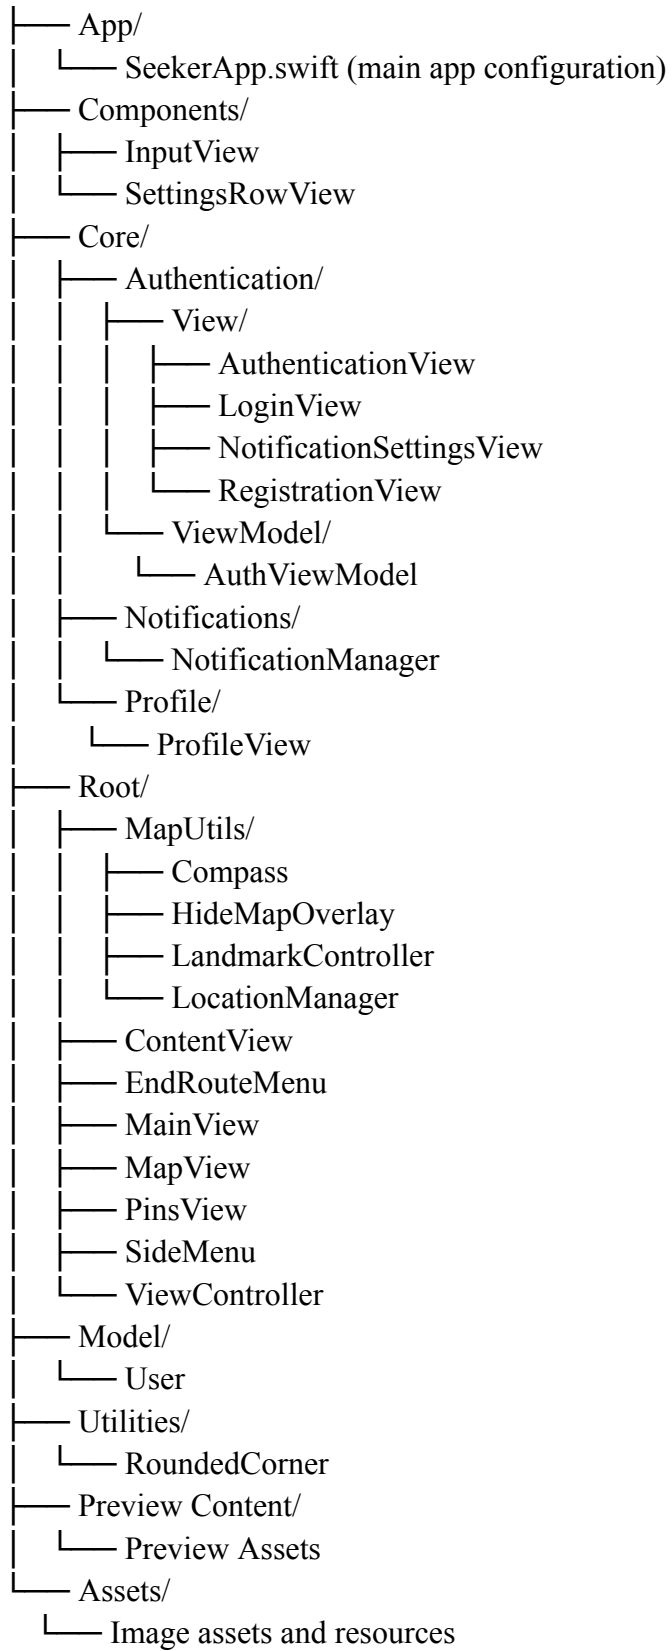 ├── App/
│   └── SeekerApp.swift (main app configuration)
├── Components/
│   ├── InputView
│   └── SettingsRowView
├── Core/
│   ├── Authentication/
│   │   ├── View/
│   │   │   ├── AuthenticationView
│   │   │   ├── LoginView
│   │   │   ├── NotificationSettingsView
│   │   │   └── RegistrationView
│   │   └── ViewModel/
│   │       └── AuthViewModel
│   ├── Notifications/
│   │   └── NotificationManager
│   └── Profile/
│       └── ProfileView
├── Root/
│   ├── MapUtils/
│   │   ├── Compass
│   │   ├── HideMapOverlay
│   │   ├── LandmarkController
│   │   └── LocationManager
│   ├── ContentView
│   ├── EndRouteMenu
│   ├── MainView
│   ├── MapView
│   ├── PinsView
│   ├── SideMenu
│   └── ViewController
├── Model/
│   └── User
├── Utilities/
│   └── RoundedCorner
├── Preview Content/
│   └── Preview Assets
└── Assets/
    └── Image assets and resources